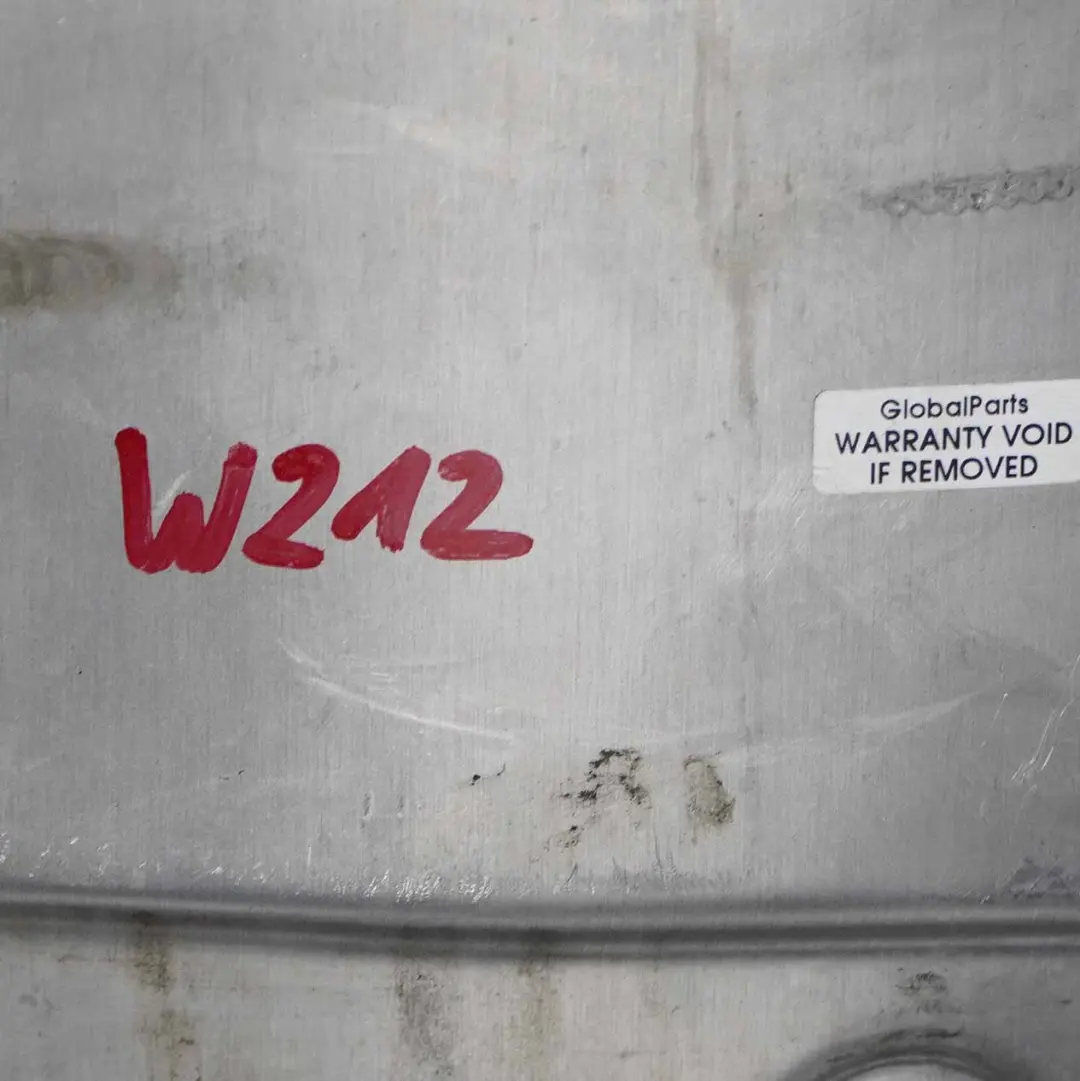 GlobalParts
WARRANTY VOID
IF REMOVED
W212